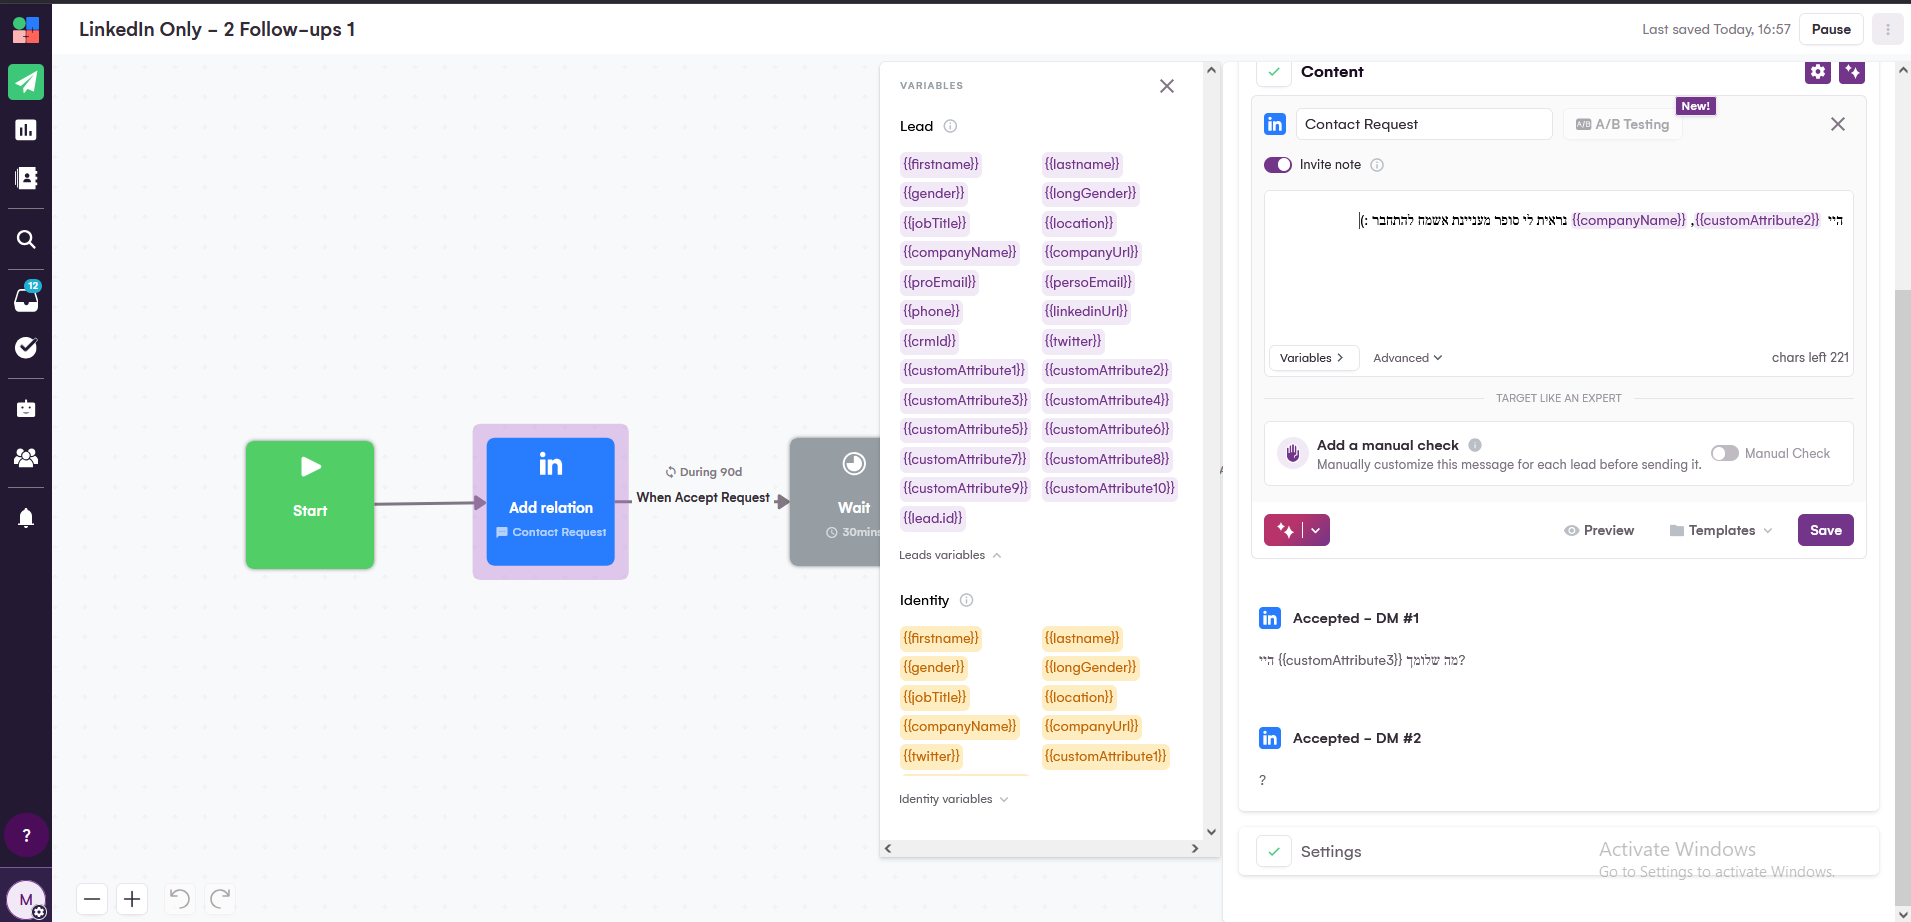 LinkedIn Only - 2 Follow-ups 1
Last saved Today, 16:57
Pause
12
?
M
Start
Add relation
Contact Request
During 90d
When Accept Request
Wait
30mins
VARIABLES
Lead
{{firstname}} {{lastname}}
{{gender}} {{longGender}}
{{jobTitle}} {{location}}
{{companyName}} {{companyUrl}}
{{proEmail}} {{persoEmail}}
{{phone}} {{linkedinUrl}}
{{crmId}} {{twitter}}
{{customAttribute1}} {{customAttribute2}}
{{customAttribute3}} {{customAttribute4}}
{{customAttribute5}} {{customAttribute6}}
{{customAttribute7}} {{customAttribute8}}
{{customAttribute9}} {{customAttribute10}}
{{lead.id}}
Leads variables
Identity
{{firstname}} {{lastname}}
{{gender}} {{longGender}}
{{jobTitle}} {{location}}
{{companyName}} {{companyUrl}}
{{twitter}} {{customAttribute1}}
Identity variables
Content
New!
in Contact Request A/B A/B Testing
Invite note
היי {{customAttribute2}}, {{companyName}} נראית לי סופר מעניינת אשמח להתחבר :)
Variables Advanced chars left 221
TARGET LIKE AN EXPERT
Add a manual check
Manually customize this message for each lead before sending it.
Manual Check
Preview Templates Save
in Accepted - DM #1
היי {{customAttribute3}} מה שלומך?
in Accepted - DM #2
?
Settings
Activate Windows
Go to Settings to activate Windows.